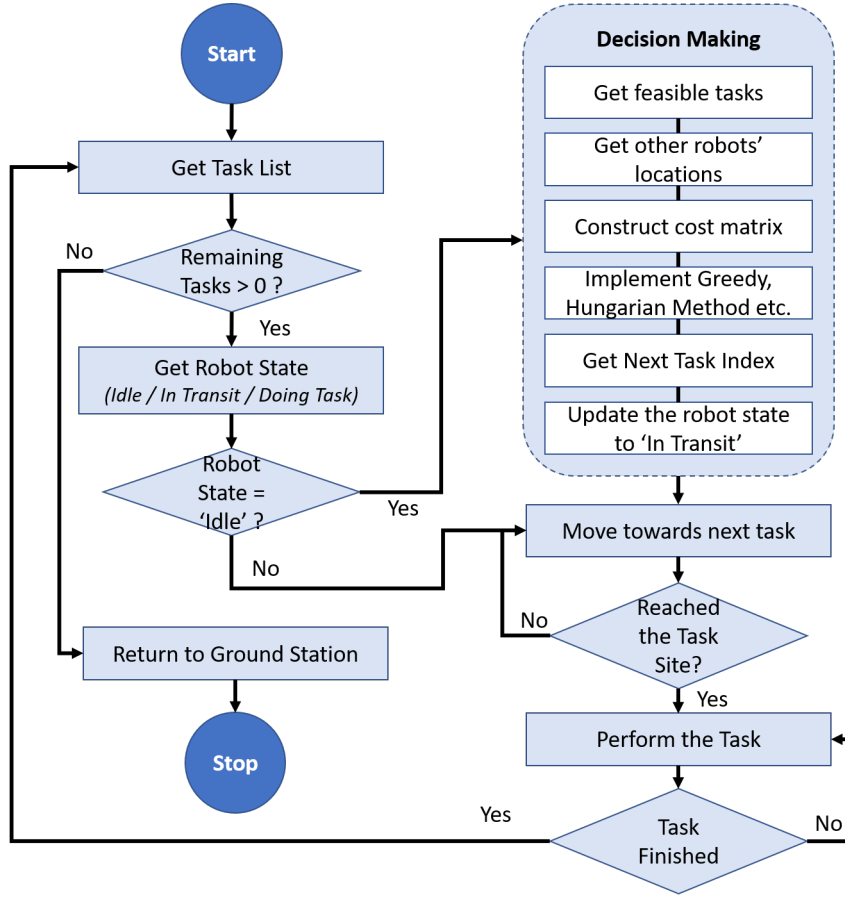 Start
Get Task List
No
Remaining
Tasks > 0 ?
Yes
Get Robot State
(Idle / In Transit / Doing Task)
Robot
State =
‘Idle’ ?
Yes
No
Return to Ground Station
Stop
Decision Making
Get feasible tasks
Get other robots’
locations
Construct cost matrix
Implement Greedy,
Hungarian Method etc.
Get Next Task Index
Update the robot state
to ‘In Transit’
Move towards next task
No
Reached
the Task
Site?
Yes
Perform the Task
Yes
Task
Finished
No